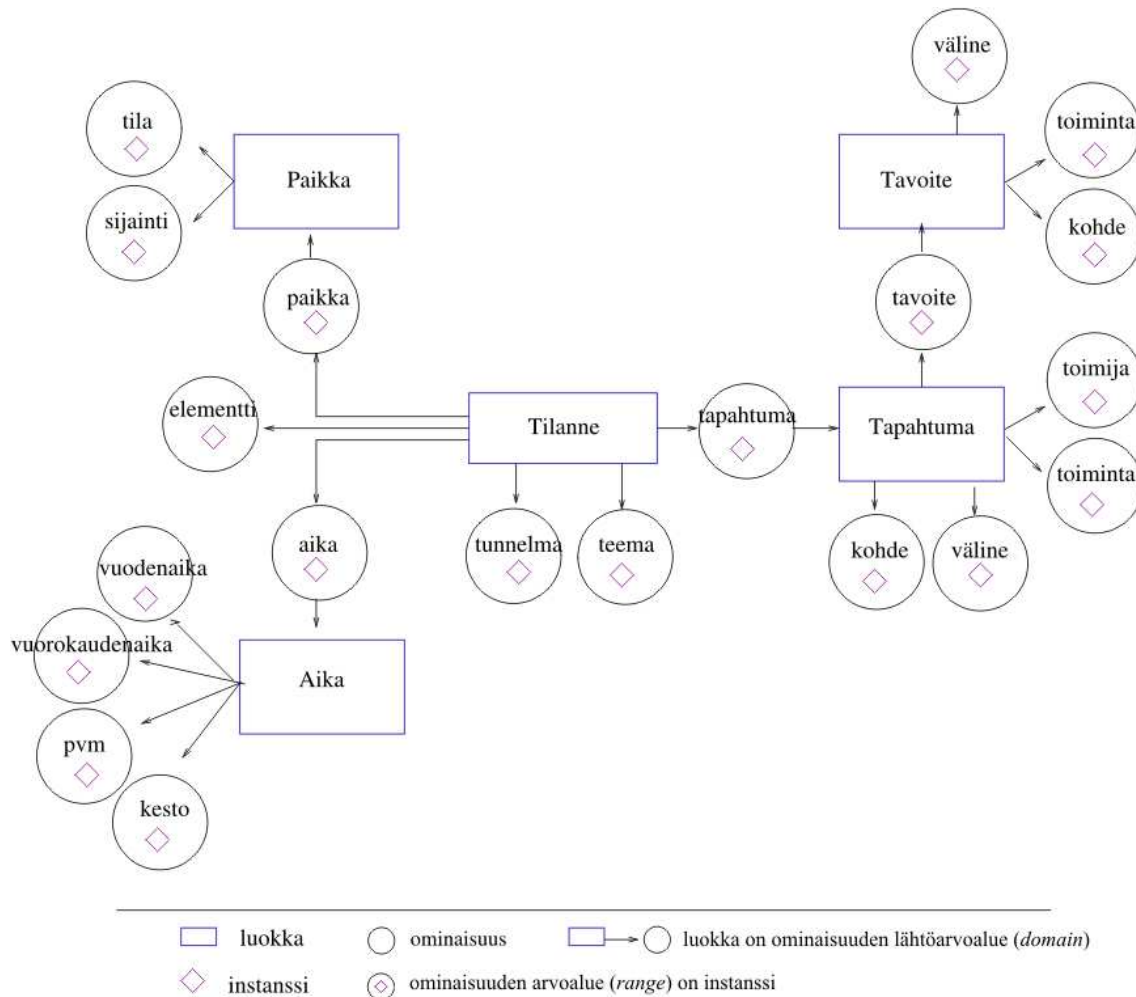 väline
tila
toiminta
Paikka
Tavoite
sijainti
kohde
paikka
tavoite
toimija
elementti
Tilanne
tapahtuma
Tapahtuma
toiminta
aika
tunnelma
teema
kohde
väline
vuodenaika
vuorokaudenaika
Aika
pvm
kesto
luokka
ominaisuus
luokka on ominaisuuden lähtöarvoalue (domain)
instanssi
ominaisuuden arvoalue (range) on instanssi